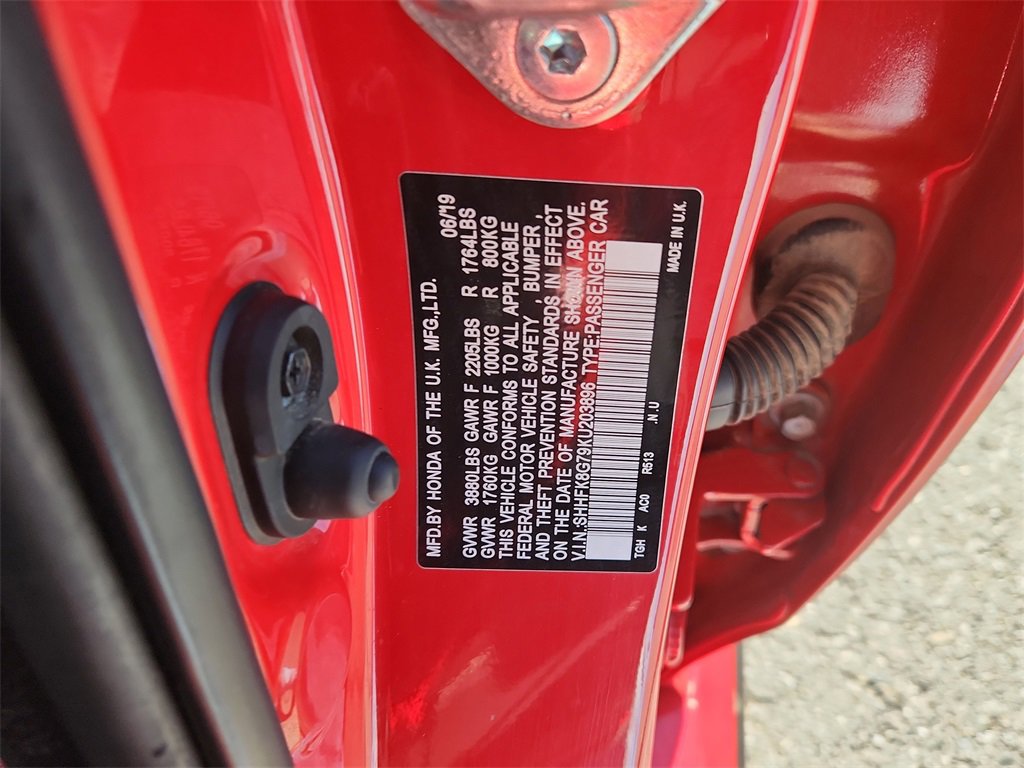 MFD.BY HONDA OF THE U.K. MFG.,LTD.
06/19
GVWR 3880LBS GAWR F 2205LBS R 1764LBS
GVWR 1760KG GAWR F 1000KG R 800KG
THIS VEHICLE CONFORMS TO ALL APPLICABLE
FEDERAL MOTOR VEHICLE SAFETY , BUMPER ,
AND THEFT PREVENTION STANDARDS IN EFFECT
ON THE DATE OF MANUFACTURE SHOWN ABOVE.
V.I.N.:SHHFK8G79KU203896 TYPE:PASSENGER CAR
TGH K AC0 R513 .N.U MADE IN U.K.